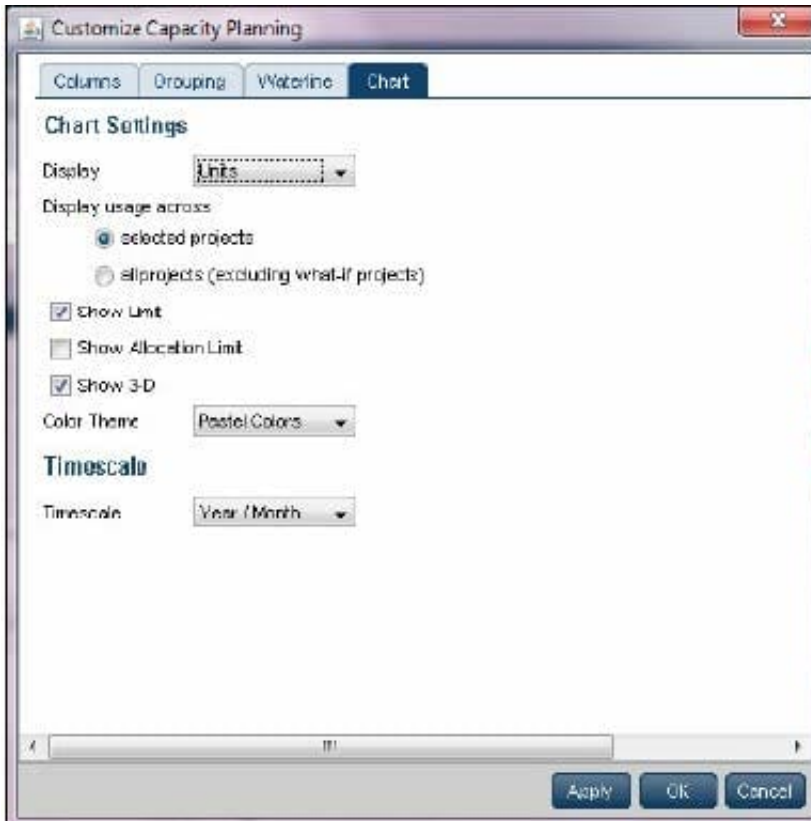 Customize Capacity Planning
Columns Grouping Waterline Chart
Chart Settings
Display Units
Display usage across
selected projects
allprojects (excluding what-if projects)
Show Limit
Show Allocation Limit
Show 3-D
Color Theme Pastel Colors
Timescale
Timescale Year / Month
Apply OK Cancel